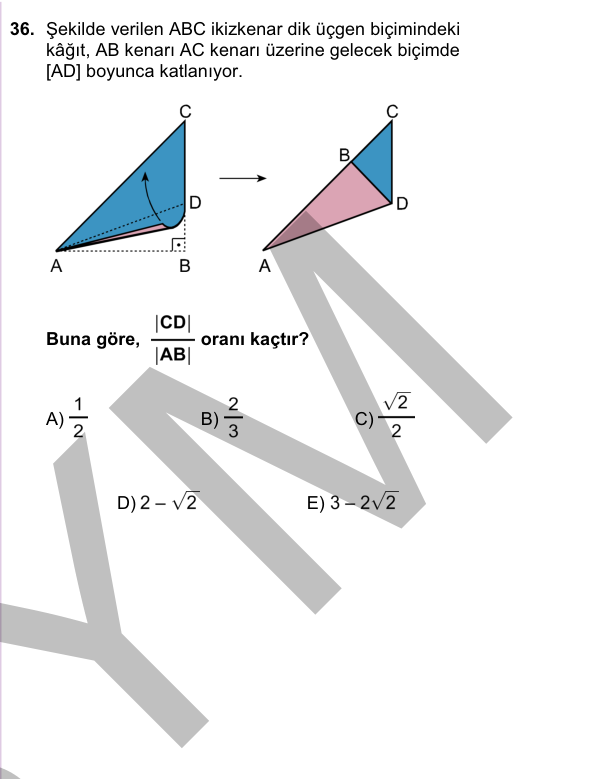 36. Şekilde verilen ABC ikizkenar dik üçgen biçimindeki
kâğıt, AB kenarı AC kenarı üzerine gelecek biçimde
[AD] boyunca katlanıyor.
C
D
A
B
C
B
D
A
Buna göre, |CD| / |AB| oranı kaçtır?
A) 1/2 B) 2/3 C) √2/2
D) 2 – √2 E) 3 – 2√2